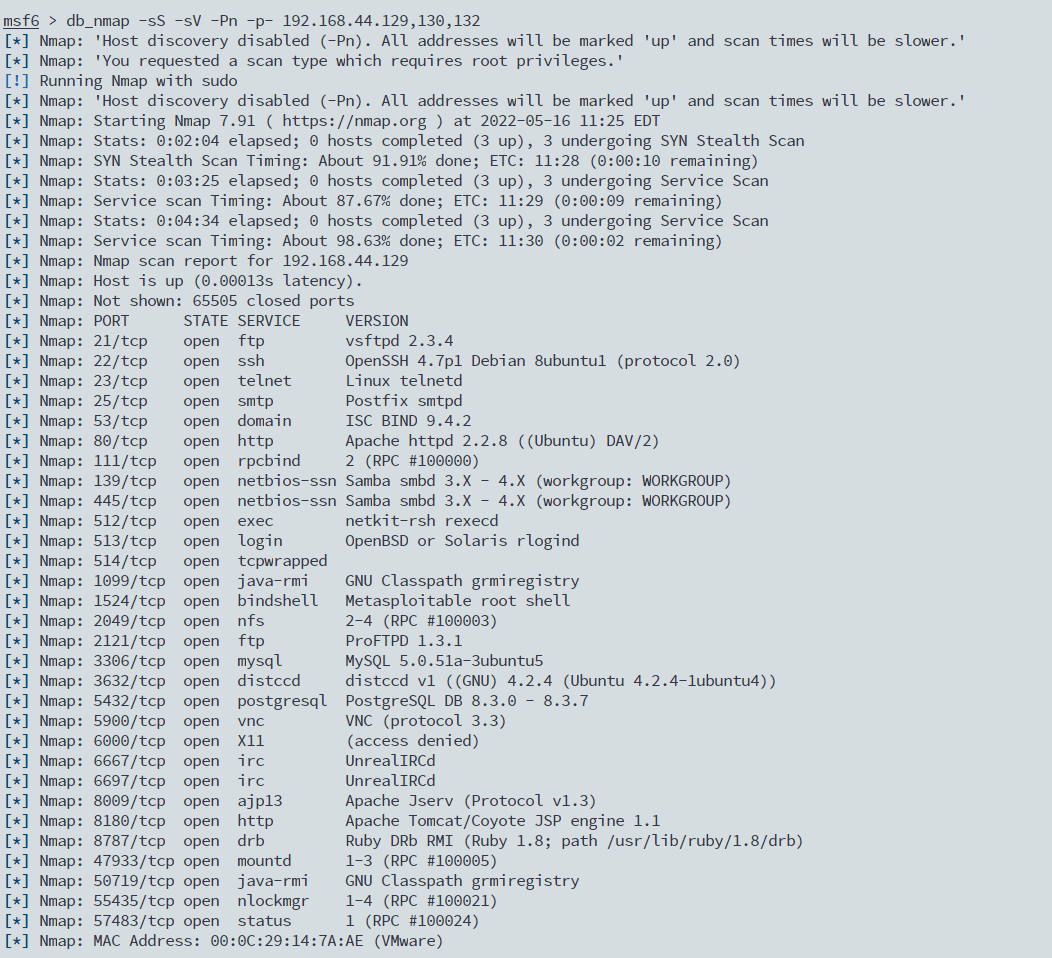 msf6 > db_nmap -sS -sV -Pn -p- 192.168.44.129,130,132
[*] Nmap: 'Host discovery disabled (-Pn). All addresses will be marked 'up' and scan times will be slower.'
[*] Nmap: 'You requested a scan type which requires root privileges.'
[!] Running Nmap with sudo
[*] Nmap: 'Host discovery disabled (-Pn). All addresses will be marked 'up' and scan times will be slower.'
[*] Nmap: Starting Nmap 7.91 ( https://nmap.org ) at 2022-05-16 11:25 EDT
[*] Nmap: Stats: 0:02:04 elapsed; 0 hosts completed (3 up), 3 undergoing SYN Stealth Scan
[*] Nmap: SYN Stealth Scan Timing: About 91.91% done; ETC: 11:28 (0:00:10 remaining)
[*] Nmap: Stats: 0:03:25 elapsed; 0 hosts completed (3 up), 3 undergoing Service Scan
[*] Nmap: Service scan Timing: About 87.67% done; ETC: 11:29 (0:00:09 remaining)
[*] Nmap: Stats: 0:04:34 elapsed; 0 hosts completed (3 up), 3 undergoing Service Scan
[*] Nmap: Service scan Timing: About 98.63% done; ETC: 11:30 (0:00:02 remaining)
[*] Nmap: Nmap scan report for 192.168.44.129
[*] Nmap: Host is up (0.00013s latency).
[*] Nmap: Not shown: 65505 closed ports
[*] Nmap: PORT      STATE SERVICE     VERSION
[*] Nmap: 21/tcp    open  ftp         vsftpd 2.3.4
[*] Nmap: 22/tcp    open  ssh         OpenSSH 4.7p1 Debian 8ubuntu1 (protocol 2.0)
[*] Nmap: 23/tcp    open  telnet      Linux telnetd
[*] Nmap: 25/tcp    open  smtp        Postfix smtpd
[*] Nmap: 53/tcp    open  domain      ISC BIND 9.4.2
[*] Nmap: 80/tcp    open  http        Apache httpd 2.2.8 ((Ubuntu) DAV/2)
[*] Nmap: 111/tcp   open  rpcbind     2 (RPC #100000)
[*] Nmap: 139/tcp   open  netbios-ssn Samba smbd 3.X - 4.X (workgroup: WORKGROUP)
[*] Nmap: 445/tcp   open  netbios-ssn Samba smbd 3.X - 4.X (workgroup: WORKGROUP)
[*] Nmap: 512/tcp   open  exec        netkit-rsh rexecd
[*] Nmap: 513/tcp   open  login       OpenBSD or Solaris rlogind
[*] Nmap: 514/tcp   open  tcpwrapped
[*] Nmap: 1099/tcp  open  java-rmi    GNU Classpath grmiregistry
[*] Nmap: 1524/tcp  open  bindshell   Metasploitable root shell
[*] Nmap: 2049/tcp  open  nfs         2-4 (RPC #100003)
[*] Nmap: 2121/tcp  open  ftp         ProFTPD 1.3.1
[*] Nmap: 3306/tcp  open  mysql       MySQL 5.0.51a-3ubuntu5
[*] Nmap: 3632/tcp  open  distccd     distccd v1 ((GNU) 4.2.4 (Ubuntu 4.2.4-1ubuntu4))
[*] Nmap: 5432/tcp  open  postgresql  PostgreSQL DB 8.3.0 - 8.3.7
[*] Nmap: 5900/tcp  open  vnc         VNC (protocol 3.3)
[*] Nmap: 6000/tcp  open  X11         (access denied)
[*] Nmap: 6667/tcp  open  irc         UnrealIRCd
[*] Nmap: 6697/tcp  open  irc         UnrealIRCd
[*] Nmap: 8009/tcp  open  ajp13       Apache Jserv (Protocol v1.3)
[*] Nmap: 8180/tcp  open  http        Apache Tomcat/Coyote JSP engine 1.1
[*] Nmap: 8787/tcp  open  drb         Ruby DRb RMI (Ruby 1.8; path /usr/lib/ruby/1.8/drb)
[*] Nmap: 47933/tcp open  mountd      1-3 (RPC #100005)
[*] Nmap: 50719/tcp open  java-rmi    GNU Classpath grmiregistry
[*] Nmap: 55435/tcp open  nlockmgr    1-4 (RPC #100021)
[*] Nmap: 57483/tcp open  status      1 (RPC #100024)
[*] Nmap: MAC Address: 00:0C:29:14:7A:AE (VMware)